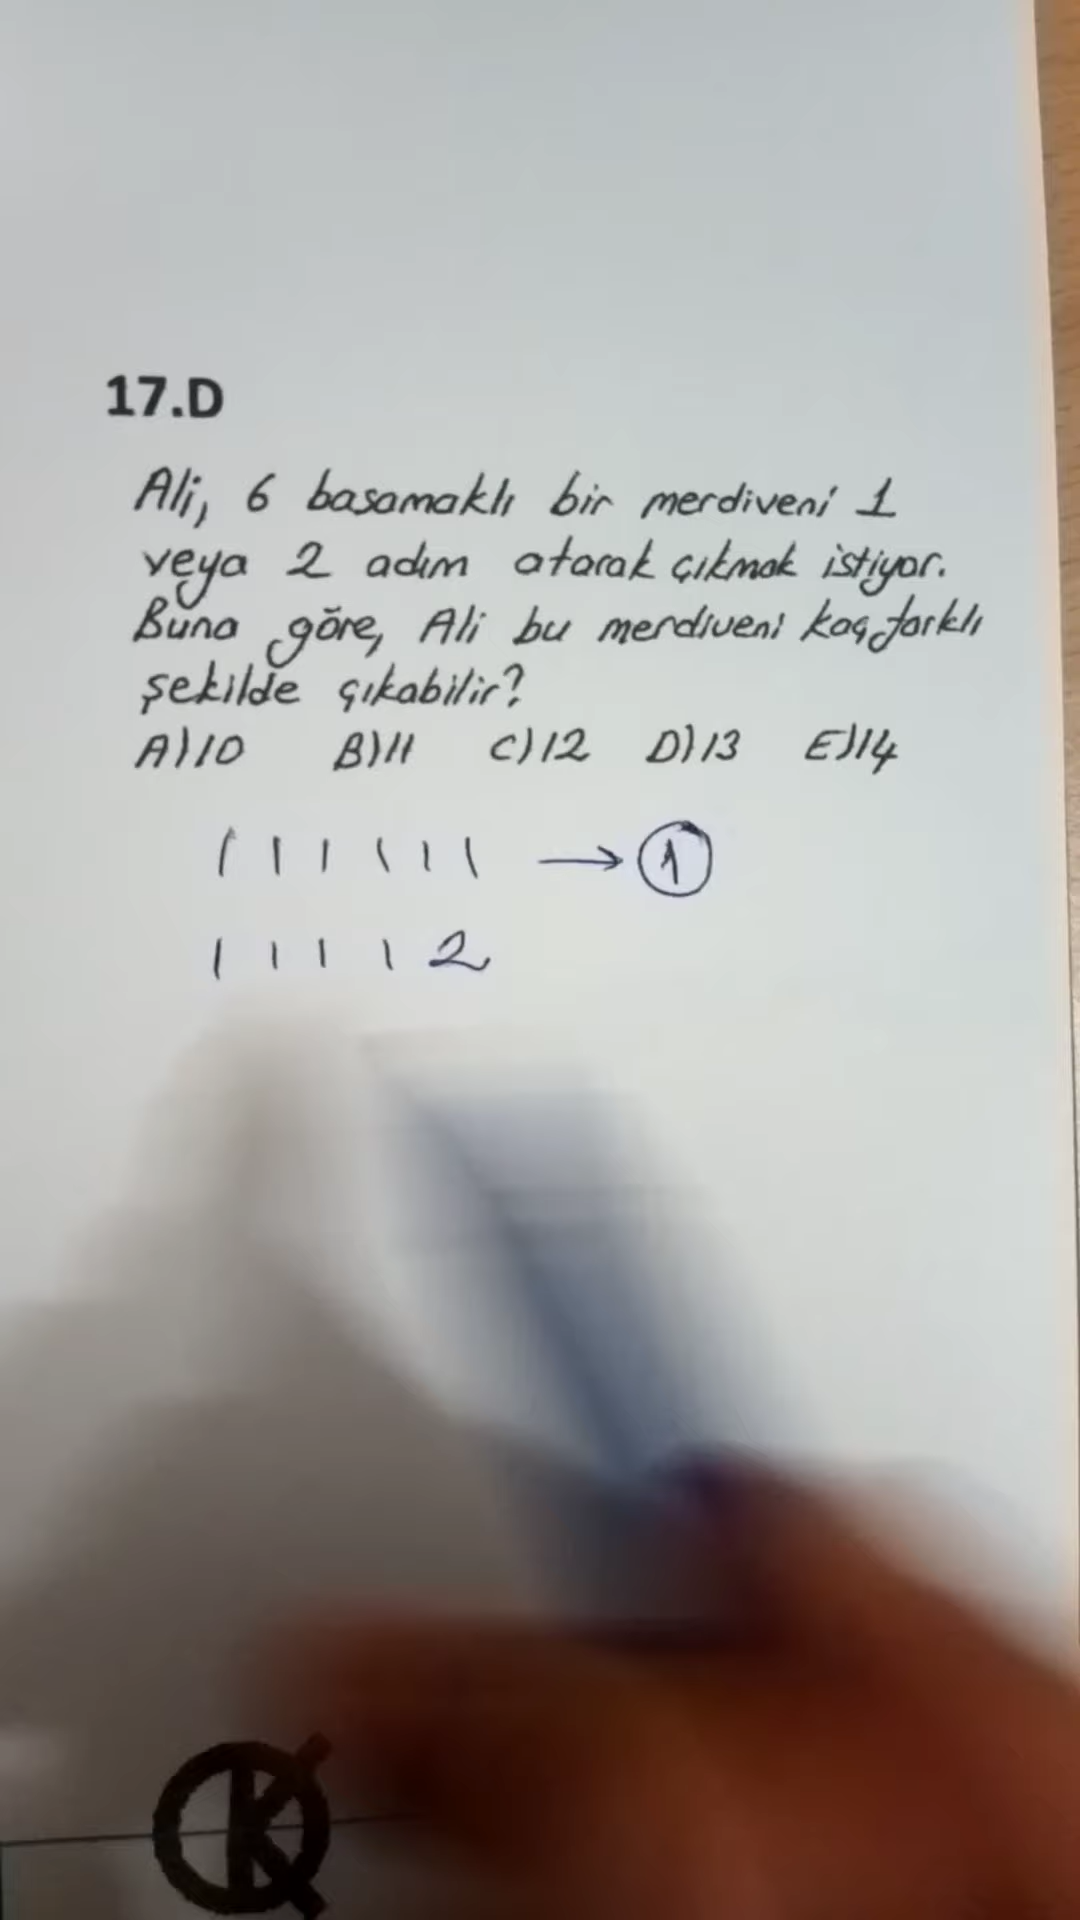 17.D
Ali, 6 basamaklı bir merdiveni 1
veya 2 adım atarak çıkmak istiyor.
Buna göre, Ali bu merdiveni kaç farklı
şekilde çıkabilir?
A) 10 B) 11 C) 12 D) 13 E) 14
1 1 1 1 1 1 → 1
1 1 1 1 2
K